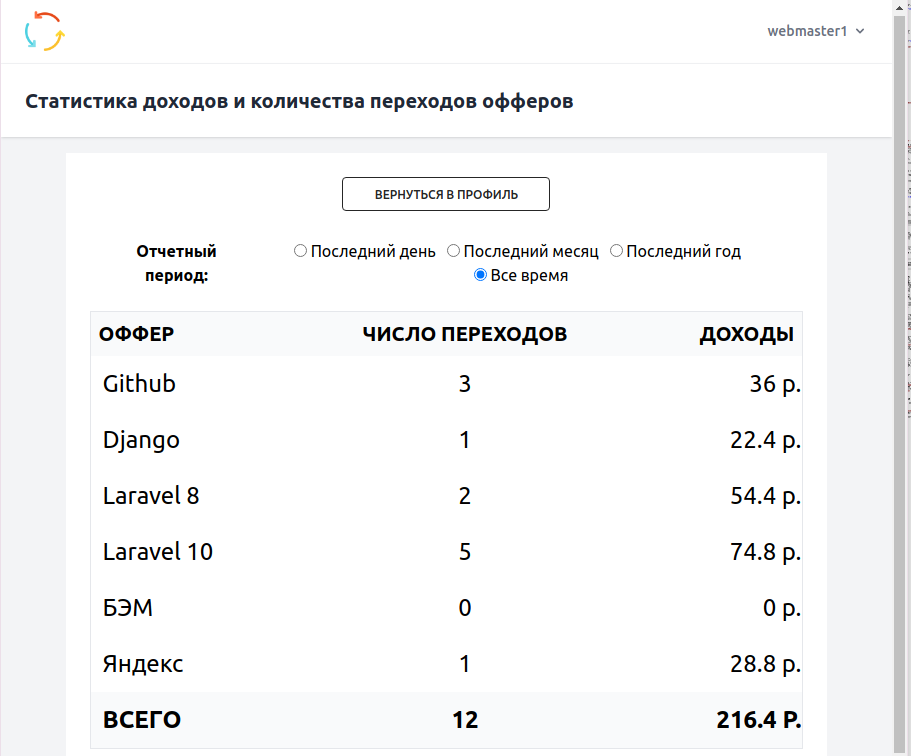 webmaster1
Статистика доходов и количества переходов офферов
ВЕРНУТЬСЯ В ПРОФИЛЬ
Отчетный период:
Последний день Последний месяц Последний год
Все время
ОФФЕР ЧИСЛО ПЕРЕХОДОВ ДОХОДЫ
Github 3 36 р.
Django 1 22.4 р.
Laravel 8 2 54.4 р.
Laravel 10 5 74.8 р.
БЭМ 0 0 р.
Яндекс 1 28.8 р.
ВСЕГО 12 216.4 Р.